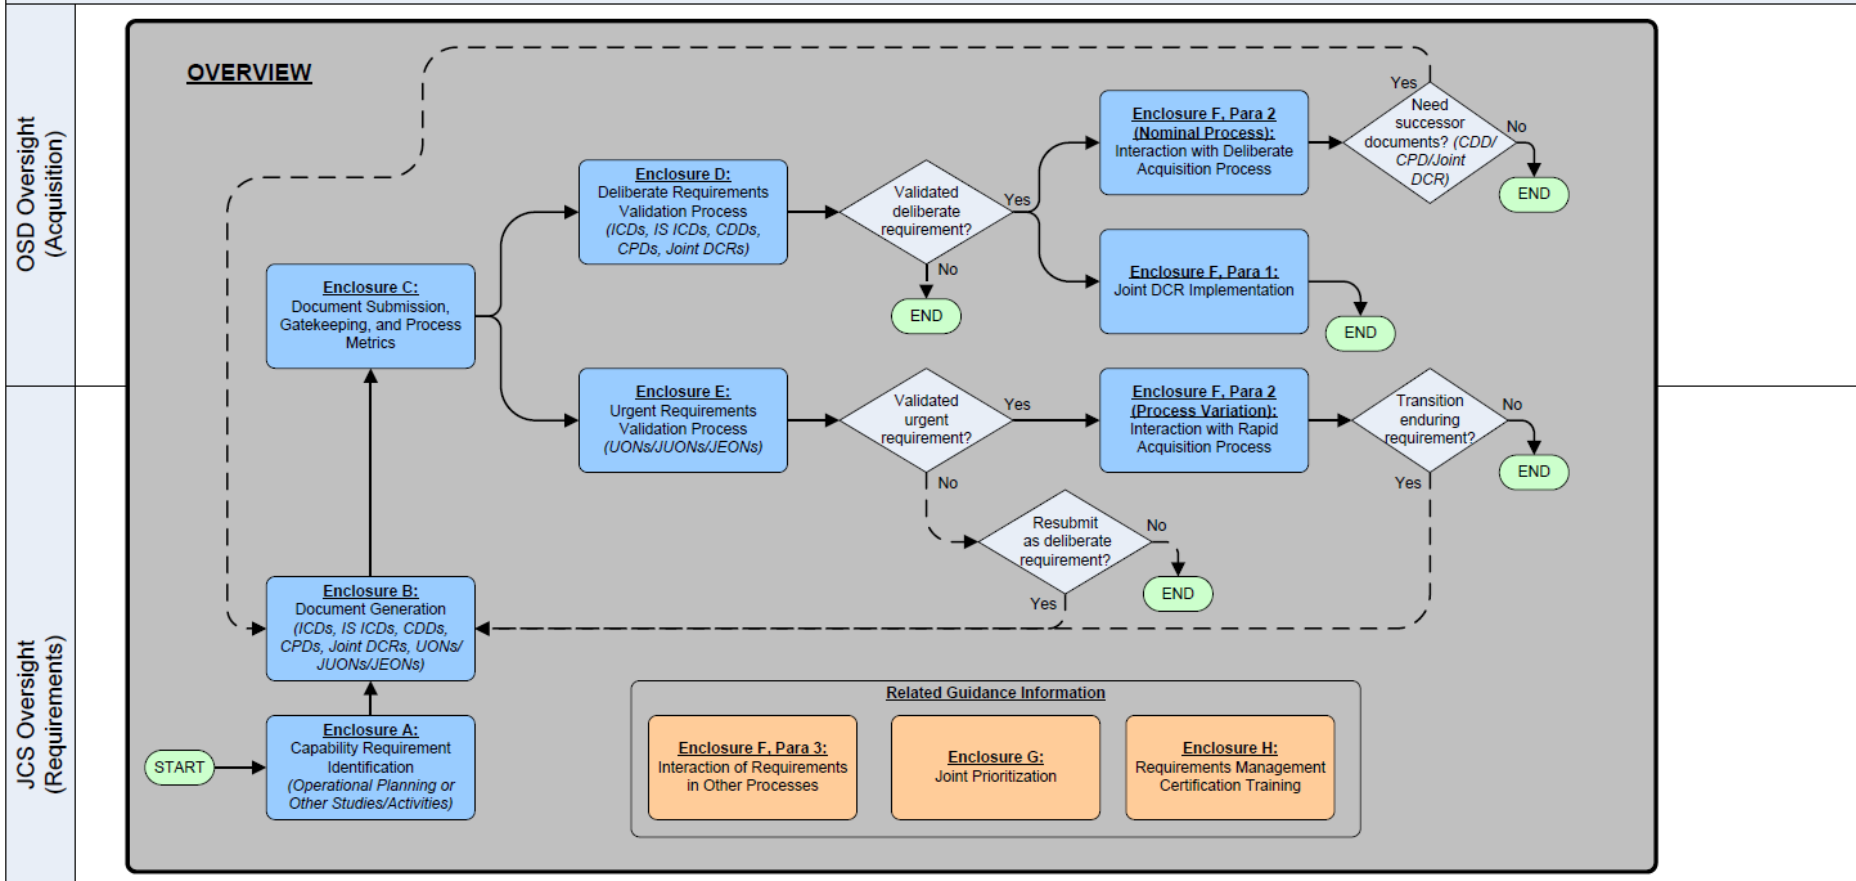 OVERVIEW
OSD Oversight
(Acquisition)
JCS Oversight
(Requirements)
START
Enclosure A:
Capability Requirement
Identification
(Operational Planning or
Other Studies/Activities)
Enclosure B:
Document Generation
(ICDs, IS ICDs, CDDs,
CPDs, Joint DCRs, UONs/
JUONs/JEONs)
Enclosure C:
Document Submission,
Gatekeeping, and Process
Metrics
Enclosure D:
Deliberate Requirements
Validation Process
(ICDs, IS ICDs, CDDs,
CPDs, Joint DCRs)
Validated
deliberate
requirement?
Yes
No
END
Enclosure F, Para 2
(Nominal Process):
Interaction with Deliberate
Acquisition Process
Yes
Need
successor
documents? (CDD/
CPD/Joint
DCR)
No
END
Enclosure F, Para 1:
Joint DCR Implementation
END
Enclosure E:
Urgent Requirements
Validation Process
(UONs/JUONs/JEONs)
Validated
urgent
requirement?
Yes
No
Enclosure F, Para 2
(Process Variation):
Interaction with Rapid
Acquisition Process
Transition
enduring
requirement?
No
END
Yes
Resubmit
as deliberate
requirement?
No
END
Yes
Related Guidance Information
Enclosure F, Para 3:
Interaction of Requirements
in Other Processes
Enclosure G:
Joint Prioritization
Enclosure H:
Requirements Management
Certification Training